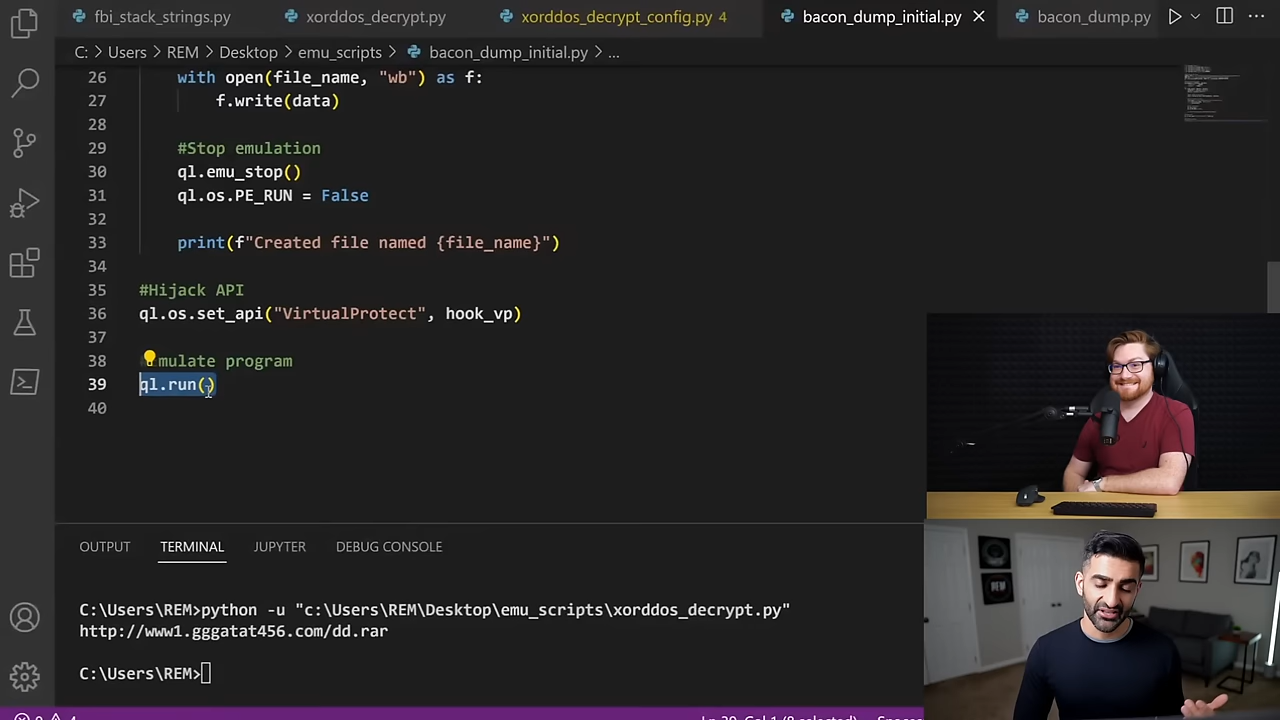 fbi_stack_strings.py xorddos_decrypt.py xorddos_decrypt_config.py 4 bacon_dump_initial.py bacon_dump.py
C: > Users > REM > Desktop > emu_scripts > bacon_dump_initial.py > ...
26 with open(file_name, "wb") as f:
27 f.write(data)
28
29 #Stop emulation
30 ql.emu_stop()
31 ql.os.PE_RUN = False
32
33 print(f"Created file named {file_name}")
34
35 #Hijack API
36 ql.os.set_api("VirtualProtect", hook_vp)
37
38 mulate program
39 ql.run()
40
OUTPUT TERMINAL JUPYTER DEBUG CONSOLE
C:\Users\REM>python -u "c:\Users\REM\Desktop\emu_scripts\xorddos_decrypt.py"
http://www1.gggatat456.com/dd.rar
C:\Users\REM>